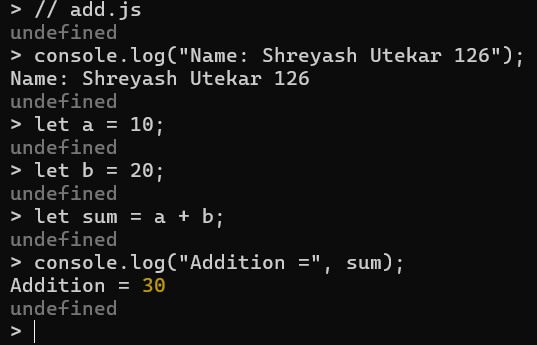 > // add.js
undefined
> console.log("Name: Shreyash Utekar 126");
Name: Shreyash Utekar 126
undefined
> let a = 10;
undefined
> let b = 20;
undefined
> let sum = a + b;
undefined
> console.log("Addition =", sum);
Addition = 30
undefined
>